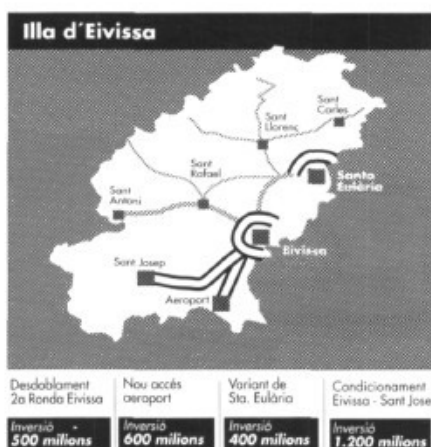 Illa d'Eivissa
Sant
Carles
Sant
Llorenç
Santa
Eulària
Sant
Rafael
Sant
Antoni
Eivissa
Sant Josep
Aeroport
Desdoblament
2a Ronda Eivissa
Inversió -
500 milions
Nou accés
aeroport
Inversió
600 milions
Variant de
Sta. Eulària
Inversió
400 milions
Condicionament
Eivissa - Sant Jose
Inversió
1.200 milions